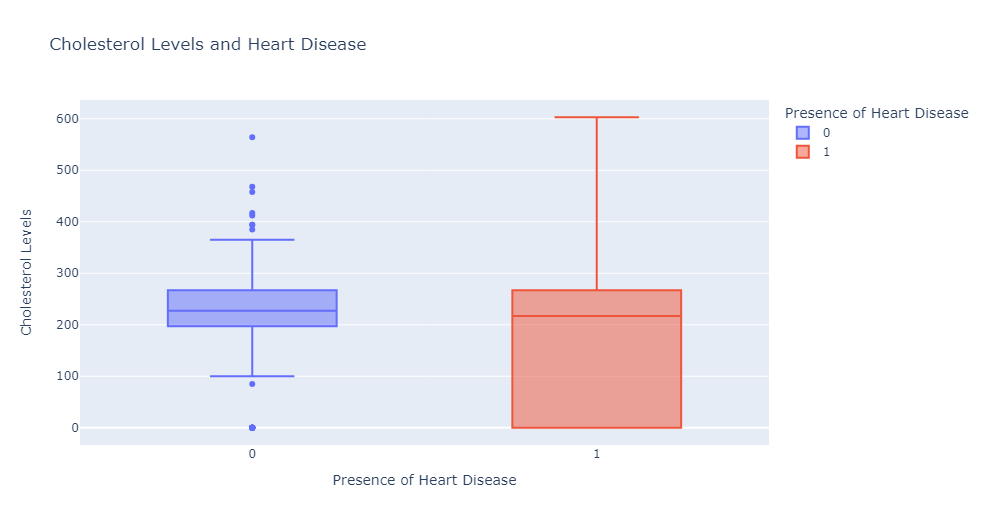 Cholesterol Levels and Heart Disease
Presence of Heart Disease
0
1
Cholesterol Levels
600
500
400
300
200
100
0
0
1
Presence of Heart Disease